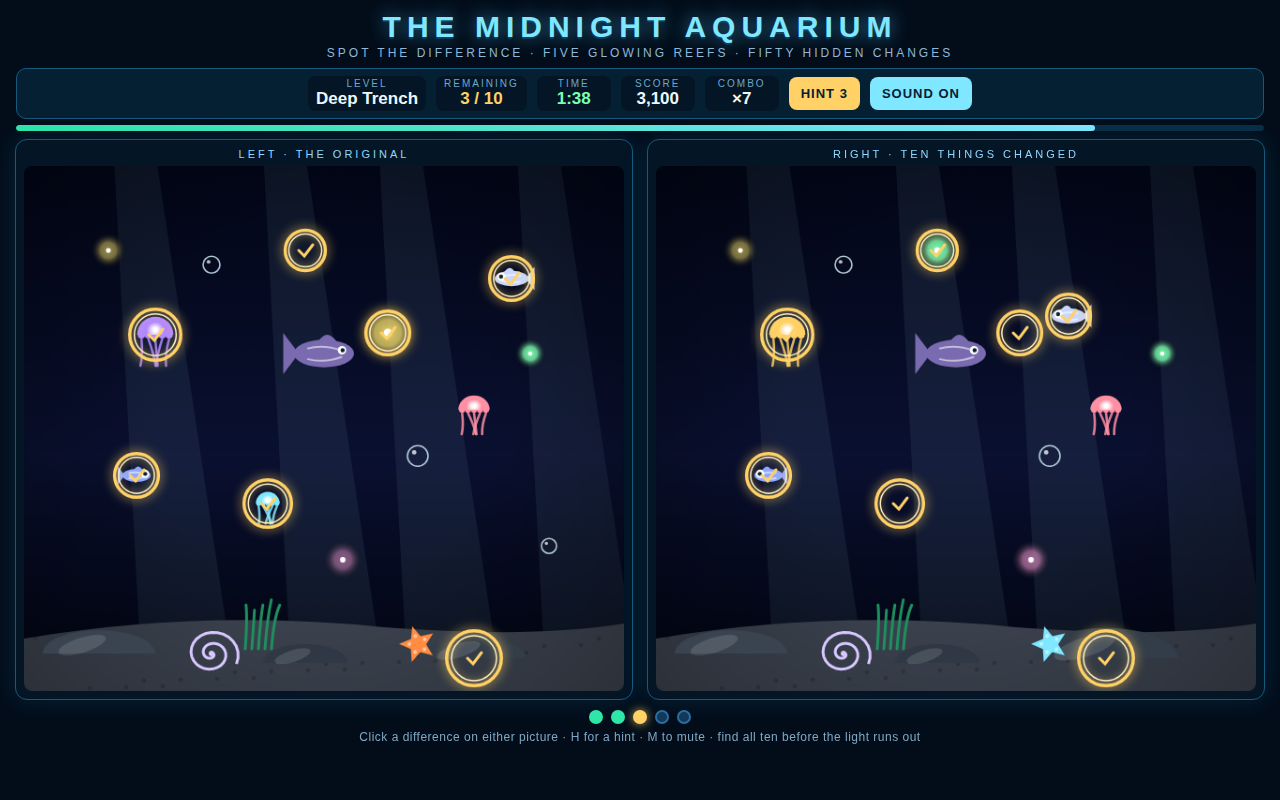 THE MIDNIGHT AQUARIUM
SPOT THE DIFFERENCE · FIVE GLOWING REEFS · FIFTY HIDDEN CHANGES
LEVEL
Deep Trench
REMAINING
3 / 10
TIME
1:38
SCORE
3,100
COMBO
×7
HINT 3
SOUND ON
LEFT · THE ORIGINAL
RIGHT · TEN THINGS CHANGED
Click a difference on either picture · H for a hint · M to mute · find all ten before the light runs out